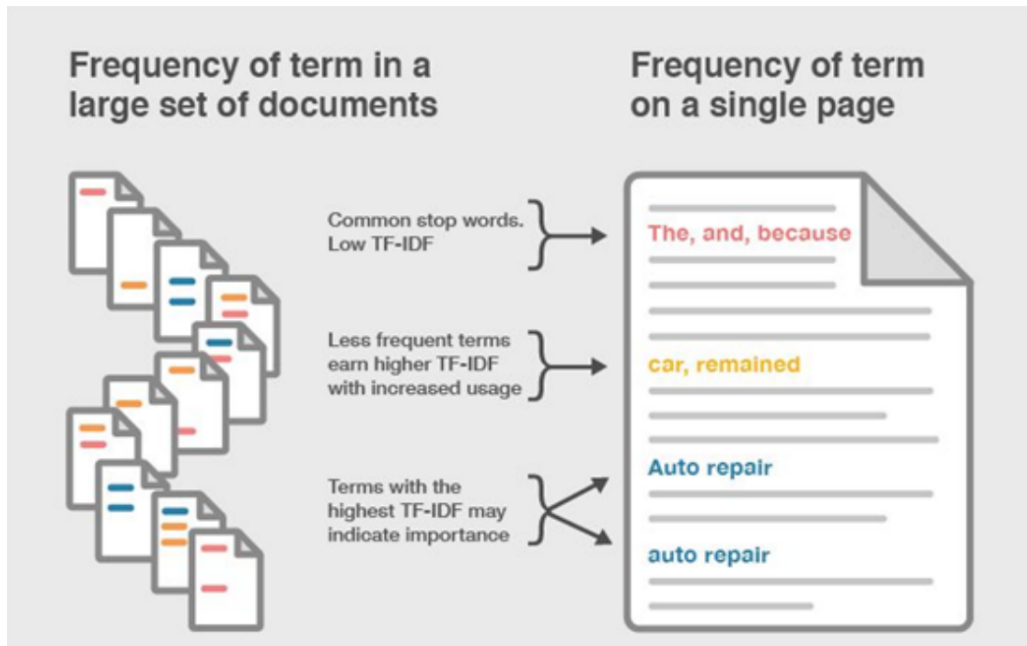 Frequency of term in a
large set of documents
Frequency of term
on a single page
Common stop words.
Low TF-IDF
Less frequent terms
earn higher TF-IDF
with increased usage
Terms with the
highest TF-IDF may
indicate importance
The, and, because
car, remained
Auto repair
auto repair